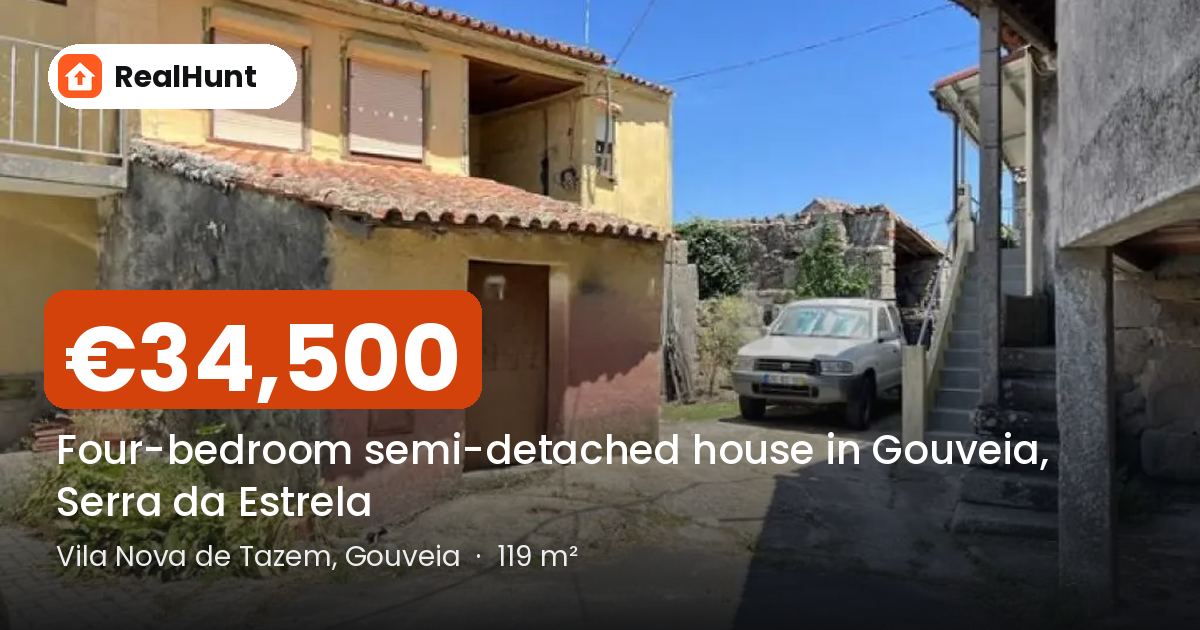 RealHunt
€34,500
Four-bedroom semi-detached house in Gouveia,
Serra da Estrela
Vila Nova de Tazem, Gouveia · 119 m²